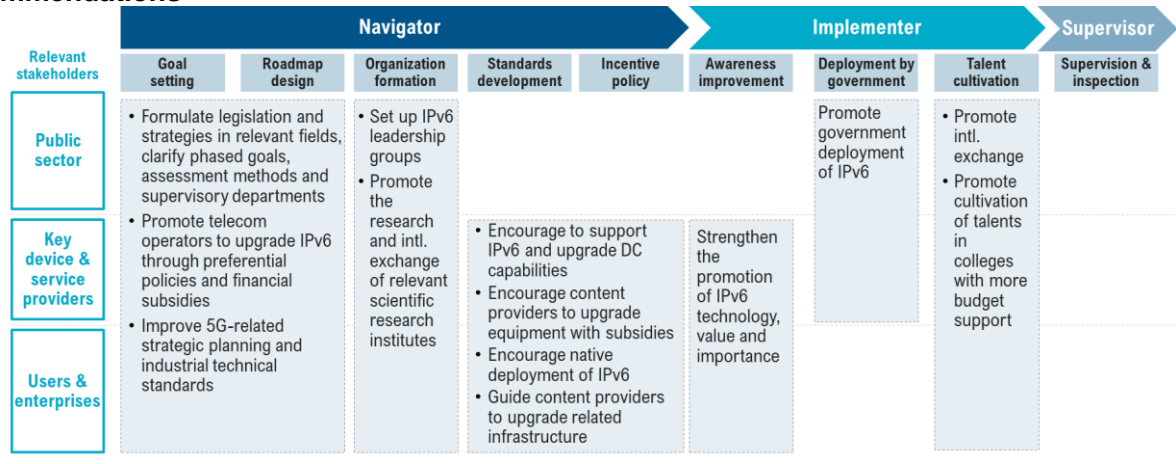 Navigator
Implementer
Supervisor
Relevant
stakeholders
Goal
setting
Roadmap
design
Organization
formation
Standards
development
Incentive
policy
Awareness
improvement
Deployment by
government
Talent
cultivation
Supervision &
inspection
Public
sector
Key
device &
service
providers
Users &
enterprises
• Formulate legislation and
strategies in relevant fields,
clarify phased goals,
assessment methods and
supervisory departments
• Promote telecom
operators to upgrade IPv6
through preferential
policies and financial
subsidies
• Improve 5G-related
strategic planning and
industrial technical
standards
• Set up IPv6
leadership
groups
• Promote
the
research
and intl.
exchange
of relevant
scientific
research
institutes
• Encourage to support
IPv6 and upgrade DC
capabilities
• Encourage content
providers to upgrade
equipment with subsidies
• Encourage native
deployment of IPv6
• Guide content providers
to upgrade related
infrastructure
Strengthen
the
promotion
of IPv6
technology,
value and
importance
Promote
government
deployment
of IPv6
• Promote
intl.
exchange
• Promote
cultivation
of talents
in
colleges
with more
budget
support